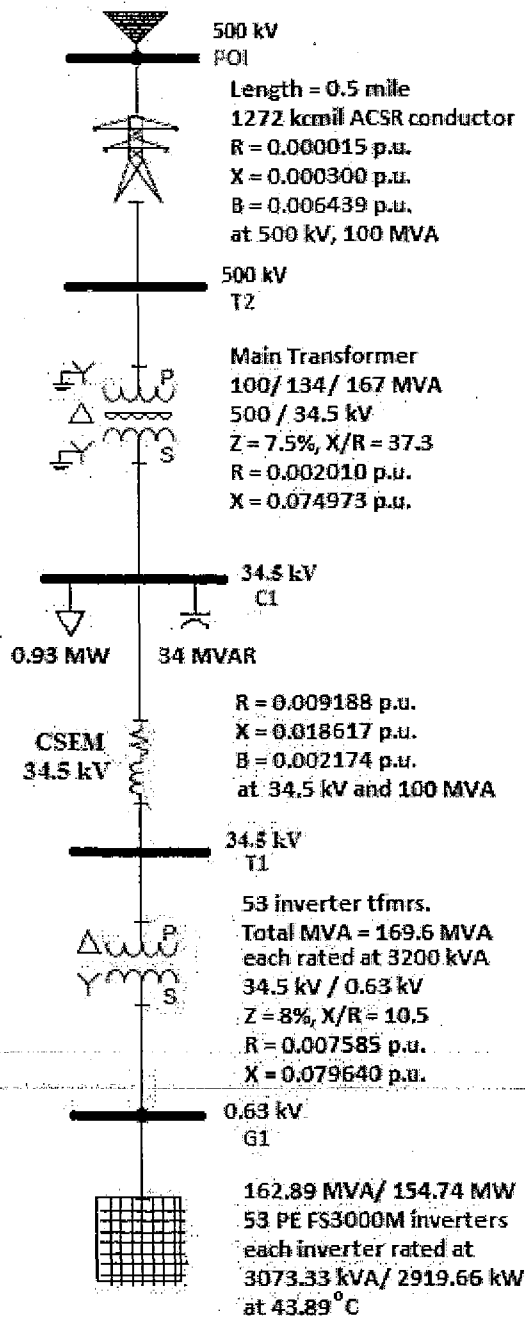 500 kV
POI
Length = 0.5 mile
1272 kcmil ACSR conductor
R = 0.000015 p.u.
X = 0.000300 p.u.
B = 0.006439 p.u.
at 500 kV, 100 MVA
500 kV
T2
Main Transformer
100/ 134/ 167 MVA
500 / 34.5 kV
Z = 7.5%, X/R = 37.3
R = 0.002010 p.u.
X = 0.074973 p.u.
P
S
34.5 kV
C1
0.93 MW
34 MVAR
CSEM
34.5 kV
R = 0.009188 p.u.
X = 0.018617 p.u.
B = 0.002174 p.u.
at 34.5 kV and 100 MVA
34.5 kV
T1
53 inverter tfmrs.
Total MVA = 169.6 MVA
each rated at 3200 kVA
34.5 kV / 0.63 kV
Z = 8%, X/R = 10.5
R = 0.007585 p.u.
X = 0.079640 p.u.
P
S
0.63 kV
G1
162.89 MVA/ 154.74 MW
53 PE FS3000M inverters
each inverter rated at
3073.33 kVA/ 2919.66 kW
at 43.89°C